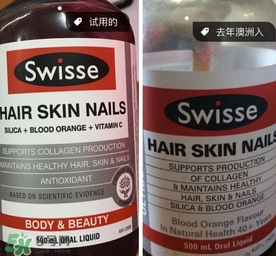 试用的
Swisse
HAIR SKIN NAILS
SILICA + BLOOD ORANGE + VITAMIN C
SUPPORTS COLLAGEN PRODUCTION
MAINTAINS HEALTHY HAIR, SKIN & NAILS
ANTIOXIDANT
BASED ON SCIENTIFIC EVIDENCE
BODY & BEAUTY
500mL ORAL LIQUID
去年澳洲入
Swisse
HAIR SKIN NAILS
SUPPORTS PRODUCTION
OF COLLAGEN
& MAINTAINS HEALTHY
HAIR, SKIN & NAILS
SILICA & BLOOD ORANGE
Blood Orange Flavour
In Natural Health 40+ Years
500 mL Oral Liquid